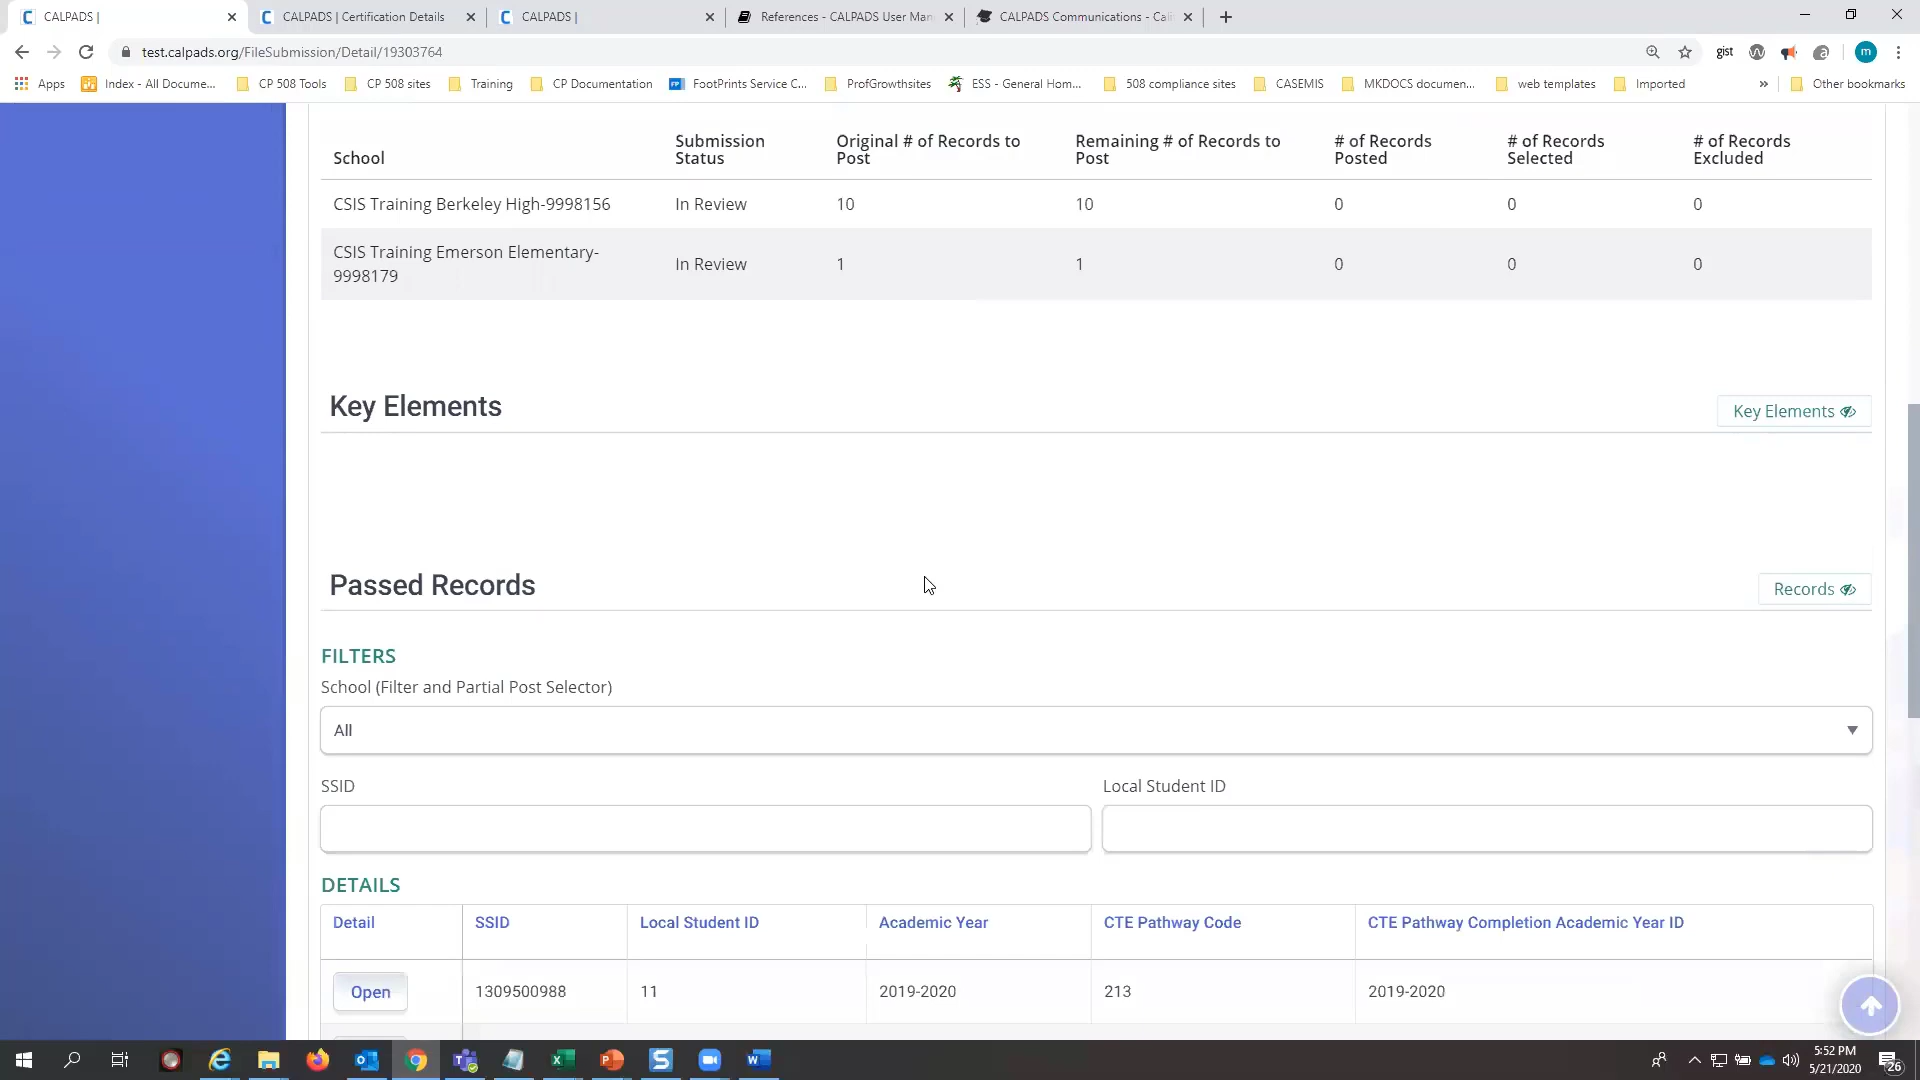 CALPADS |
CALPADS | Certification Details
CALPADS |
References - CALPADS User Man
CALPADS Communications - Cali
test.calpads.org/FileSubmission/Detail/19303764
gist
m
Apps
Index - All Docume...
CP 508 Tools
CP 508 sites
Training
CP Documentation
FootPrints Service C...
ProfGrowthsites
ESS - General Hom...
508 compliance sites
CASEMIS
MKDOCS documen...
web templates
Imported
»
Other bookmarks
School
Submission Status
Original # of Records to Post
Remaining # of Records to Post
# of Records Posted
# of Records Selected
# of Records Excluded
CSIS Training Berkeley High-9998156
In Review
10
10
0
0
0
CSIS Training Emerson Elementary-
9998179
In Review
1
1
0
0
0
Key Elements
Key Elements
Passed Records
Records
FILTERS
School (Filter and Partial Post Selector)
All
SSID
Local Student ID
DETAILS
Detail
SSID
Local Student ID
Academic Year
CTE Pathway Code
CTE Pathway Completion Academic Year ID
Open
1309500988
11
2019-2020
213
2019-2020
5:52 PM
5/21/2020
26